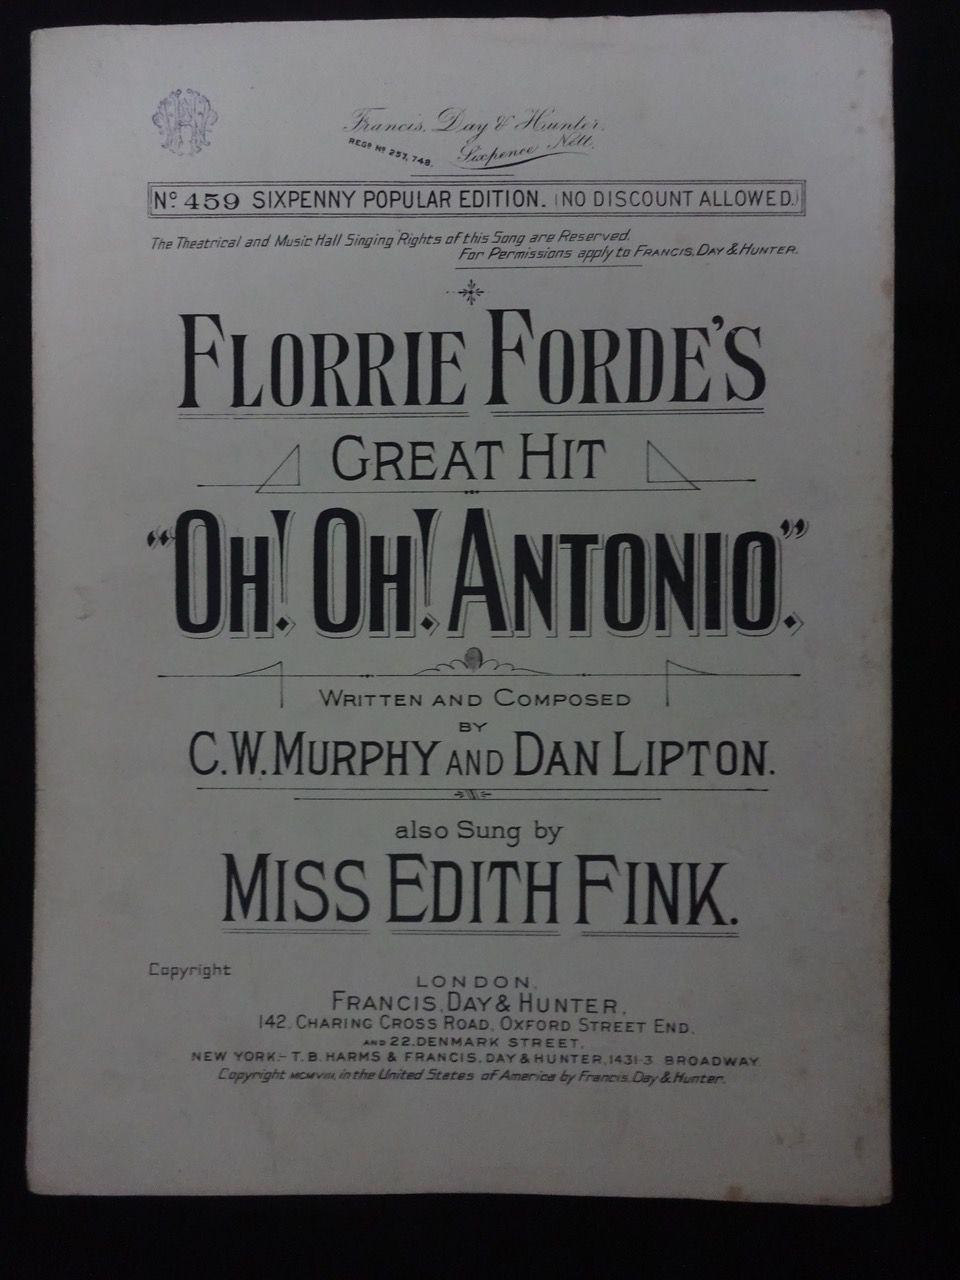 Francis, Day & Hunter.
REGD. No. 257,748.
Sixpence Nett.
No. 459 SIXPENNY POPULAR EDITION. (NO DISCOUNT ALLOWED.)
The Theatrical and Music Hall Singing Rights of this Song are Reserved.
For Permissions apply to FRANCIS, DAY & HUNTER.
FLORRIE FORDE'S
GREAT HIT
"OH! OH! ANTONIO."
WRITTEN AND COMPOSED
BY
C.W. MURPHY AND DAN LIPTON.
also Sung by
MISS EDITH FINK.
Copyright
LONDON,
FRANCIS, DAY & HUNTER,
142, CHARING CROSS ROAD, OXFORD STREET END,
AND 22, DENMARK STREET,
NEW YORK:- T. B. HARMS & FRANCIS, DAY & HUNTER, 1431-3 BROADWAY
Copyright MCMVIII, in the United States of America by Francis, Day & Hunter.